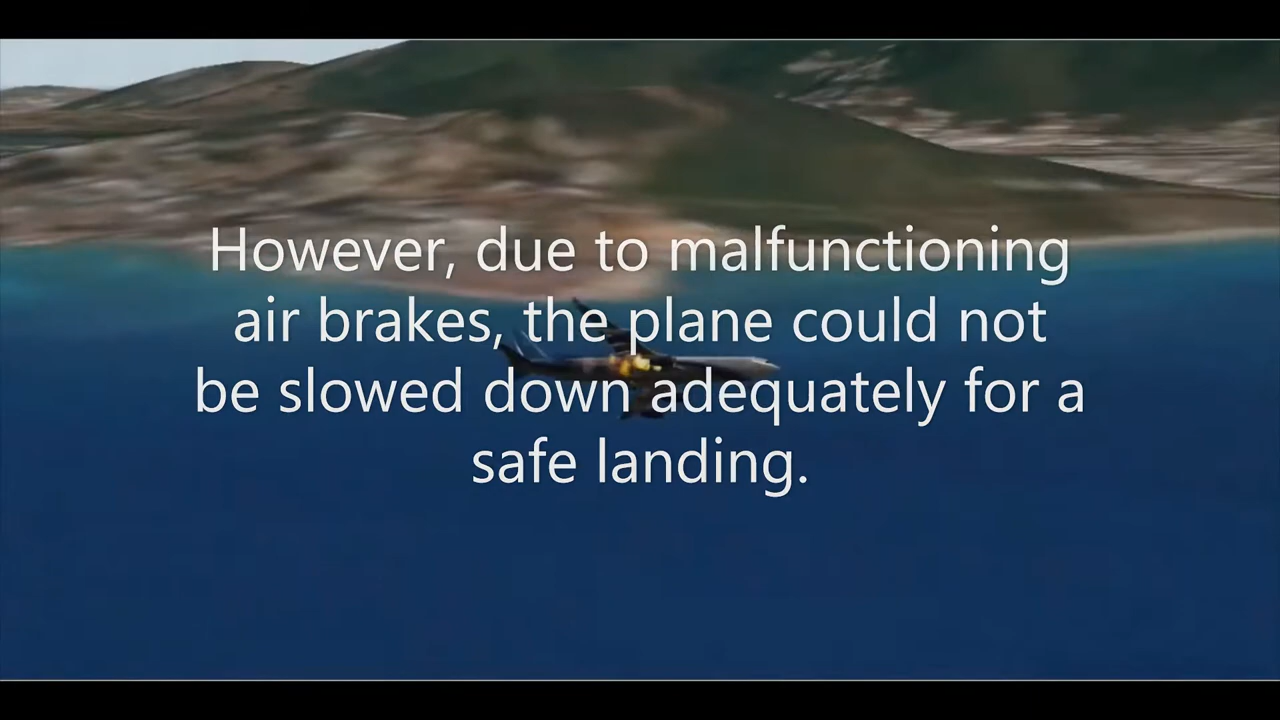 However, due to malfunctioning
air brakes, the plane could not
be slowed down adequately for a
safe landing.